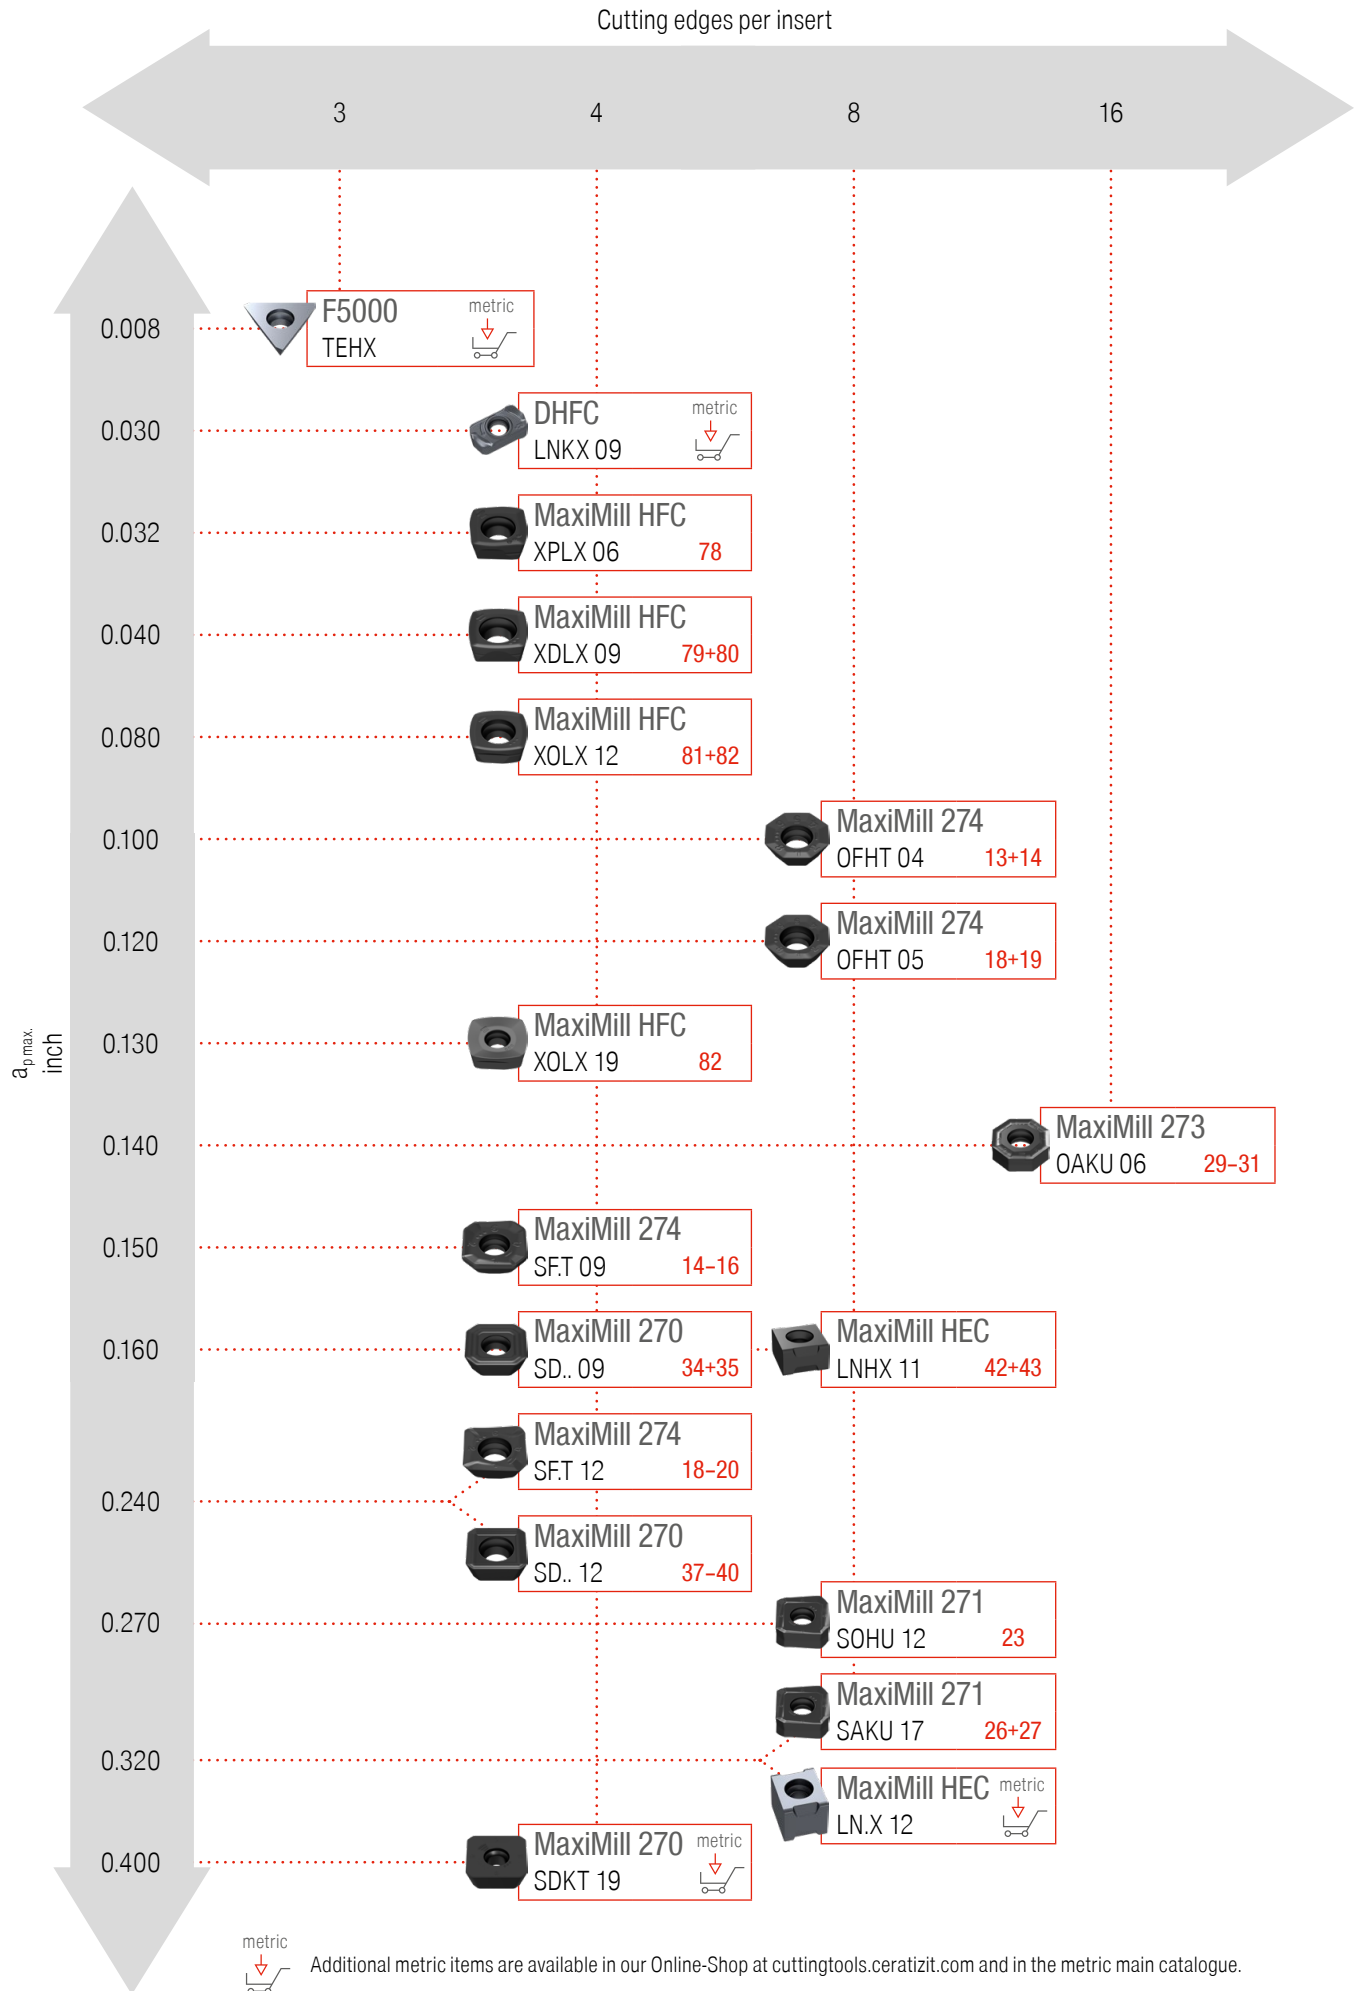 Cutting edges per insert
3 4 8 16
0.008
F5000 metric
TEHX
0.030
DHFC metric
LNKX 09
0.032
MaxiMill HFC
XPLX 06 78
0.040
MaxiMill HFC
XDLX 09 79+80
0.080
MaxiMill HFC
XOLX 12 81+82
0.100
MaxiMill 274
OFHT 04 13+14
0.120
MaxiMill 274
OFHT 05 18+19
a p max.
inch
0.130
MaxiMill HFC
XOLX 19 82
0.140
MaxiMill 273
OAKU 06 29–31
0.150
MaxiMill 274
SF.T 09 14–16
0.160
MaxiMill 270
SD.. 09 34+35
MaxiMill HEC
LNHX 11 42+43
0.240
MaxiMill 274
SF.T 12 18–20
MaxiMill 270
SD.. 12 37–40
0.270
MaxiMill 271
SOHU 12 23
0.320
MaxiMill 271
SAKU 17 26+27
MaxiMill HEC metric
LN.X 12
0.400
MaxiMill 270 metric
SDKT 19
metric
Additional metric items are available in our Online-Shop at cuttingtools.ceratizit.com and in the metric main catalogue.